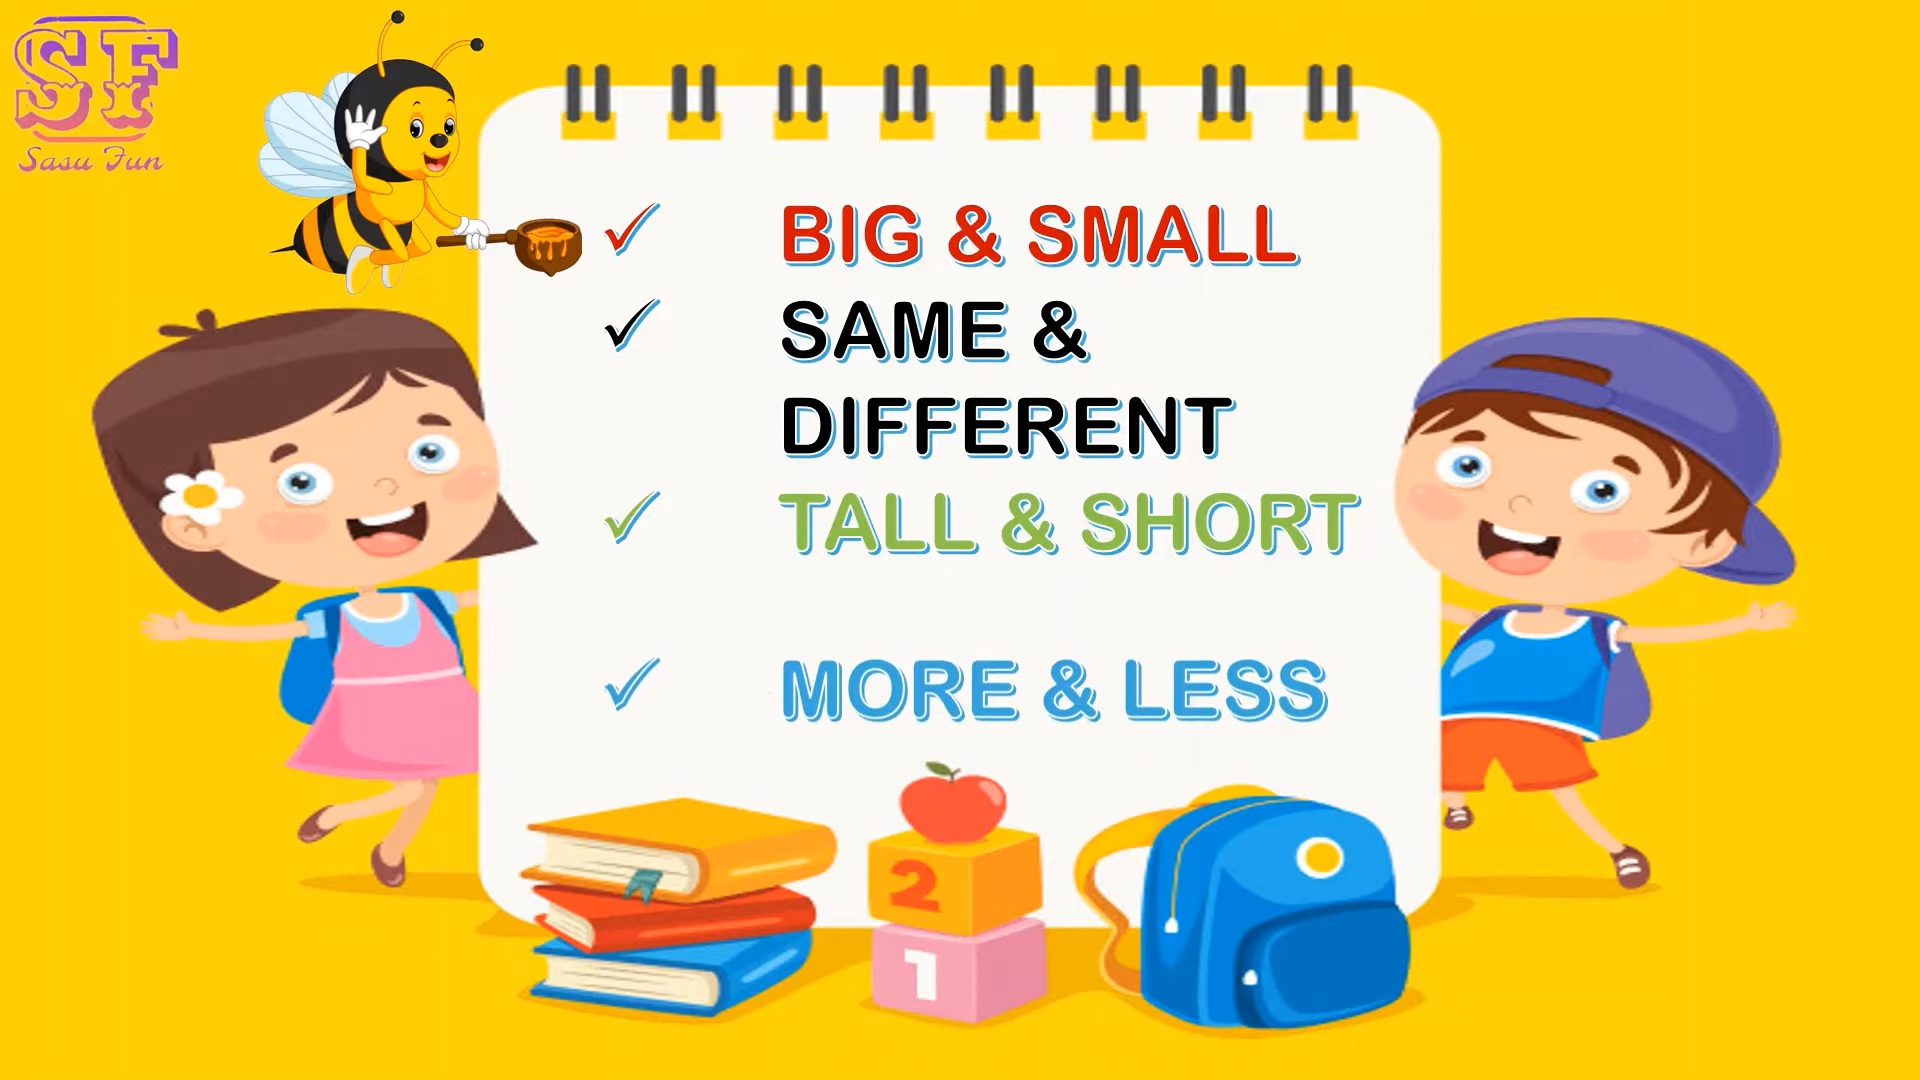 SF
Sasu Fun
✓ BIG & SMALL
✓ SAME &
DIFFERENT
✓ TALL & SHORT
✓ MORE & LESS
2
1